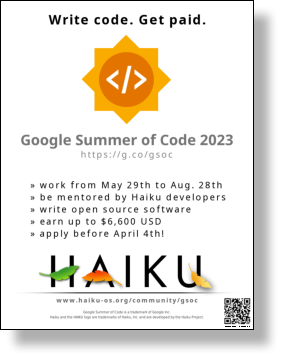 Write code. Get paid.
</>
Google Summer of Code 2023
https://g.co/gsoc
» work from May 29th to Aug. 28th
» be mentored by Haiku developers
» write open source software
» earn up to $6,600 USD
» apply before April 4th!
HAIKU
www.haiku-os.org/community/gsoc
Google Summer of Code is a trademark of Google Inc.
Haiku and the HAIKU logo are trademarks of Haiku, Inc. and are developed by the Haiku Project.